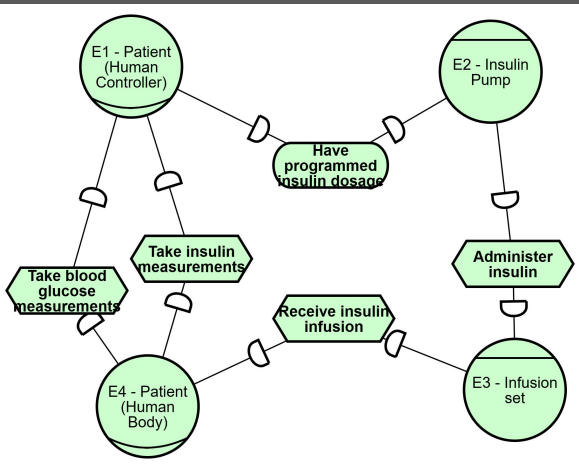 E1 - Patient
(Human
Controller)
E2 - Insulin
Pump
Have
programmed
insulin dosage
Take insulin
measurements
Administer
insulin
Take blood
glucose
measurements
Receive insulin
infusion
E4 - Patient
(Human
Body)
E3 - Infusion
set